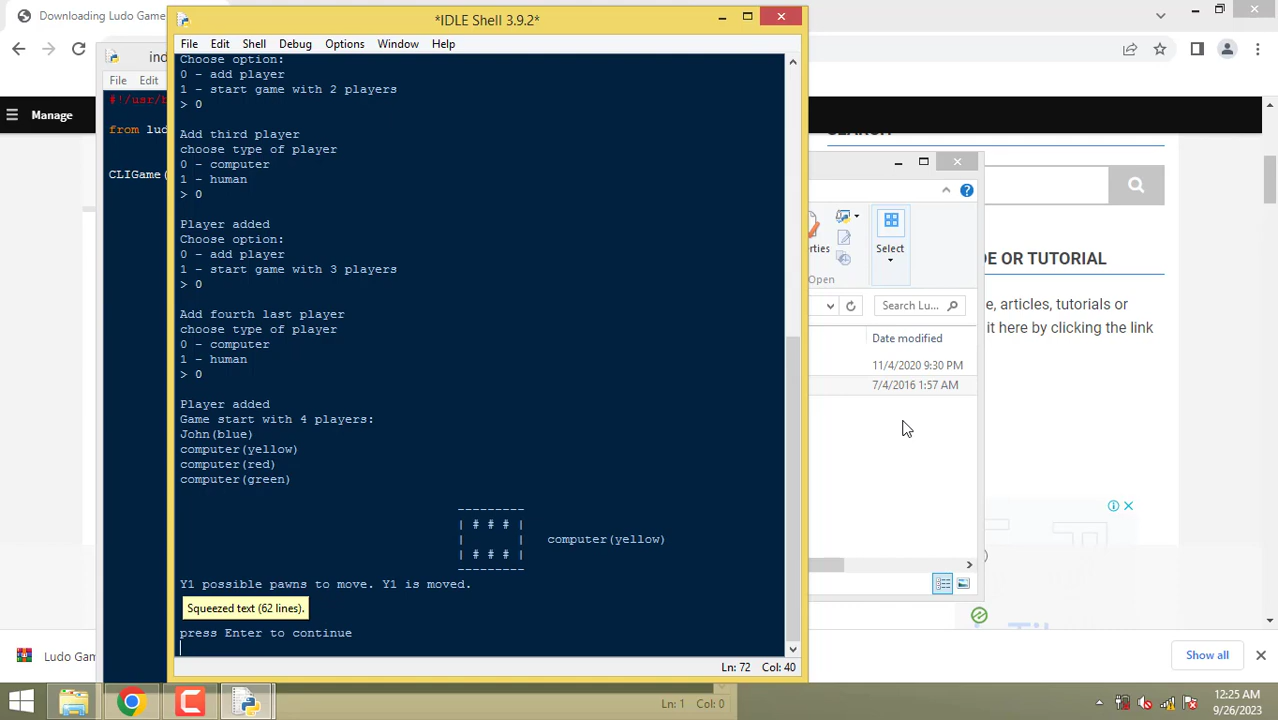 Downloading Ludo Game
*IDLE Shell 3.9.2*
File Edit Shell Debug Options Window Help
ind
File Edit
#!/usr/b
from lud
CLIGame(
Manage
Choose option:
0 - add player
1 - start game with 2 players
> 0
Add third player
choose type of player
0 - computer
1 - human
> 0
Player added
Choose option:
0 - add player
1 - start game with 3 players
> 0
Add fourth last player
choose type of player
0 - computer
1 - human
> 0
Player added
Game start with 4 players:
John(blue)
computer(yellow)
computer(red)
computer(green)
---------
| # # # |
|       | computer(yellow)
| # # # |
---------
Y1 possible pawns to move. Y1 is moved.
Squeezed text (62 lines).
press Enter to continue
Ln: 72 Col: 40
Ln: 1 Col: 0
perties
Select
Open
Search Lu...
Date modified
11/4/2020 9:30 PM
7/4/2016 1:57 AM
DE OR TUTORIAL
e, articles, tutorials or
it here by clicking the link
Ludo Gam
Show all
12:25 AM
9/26/2023